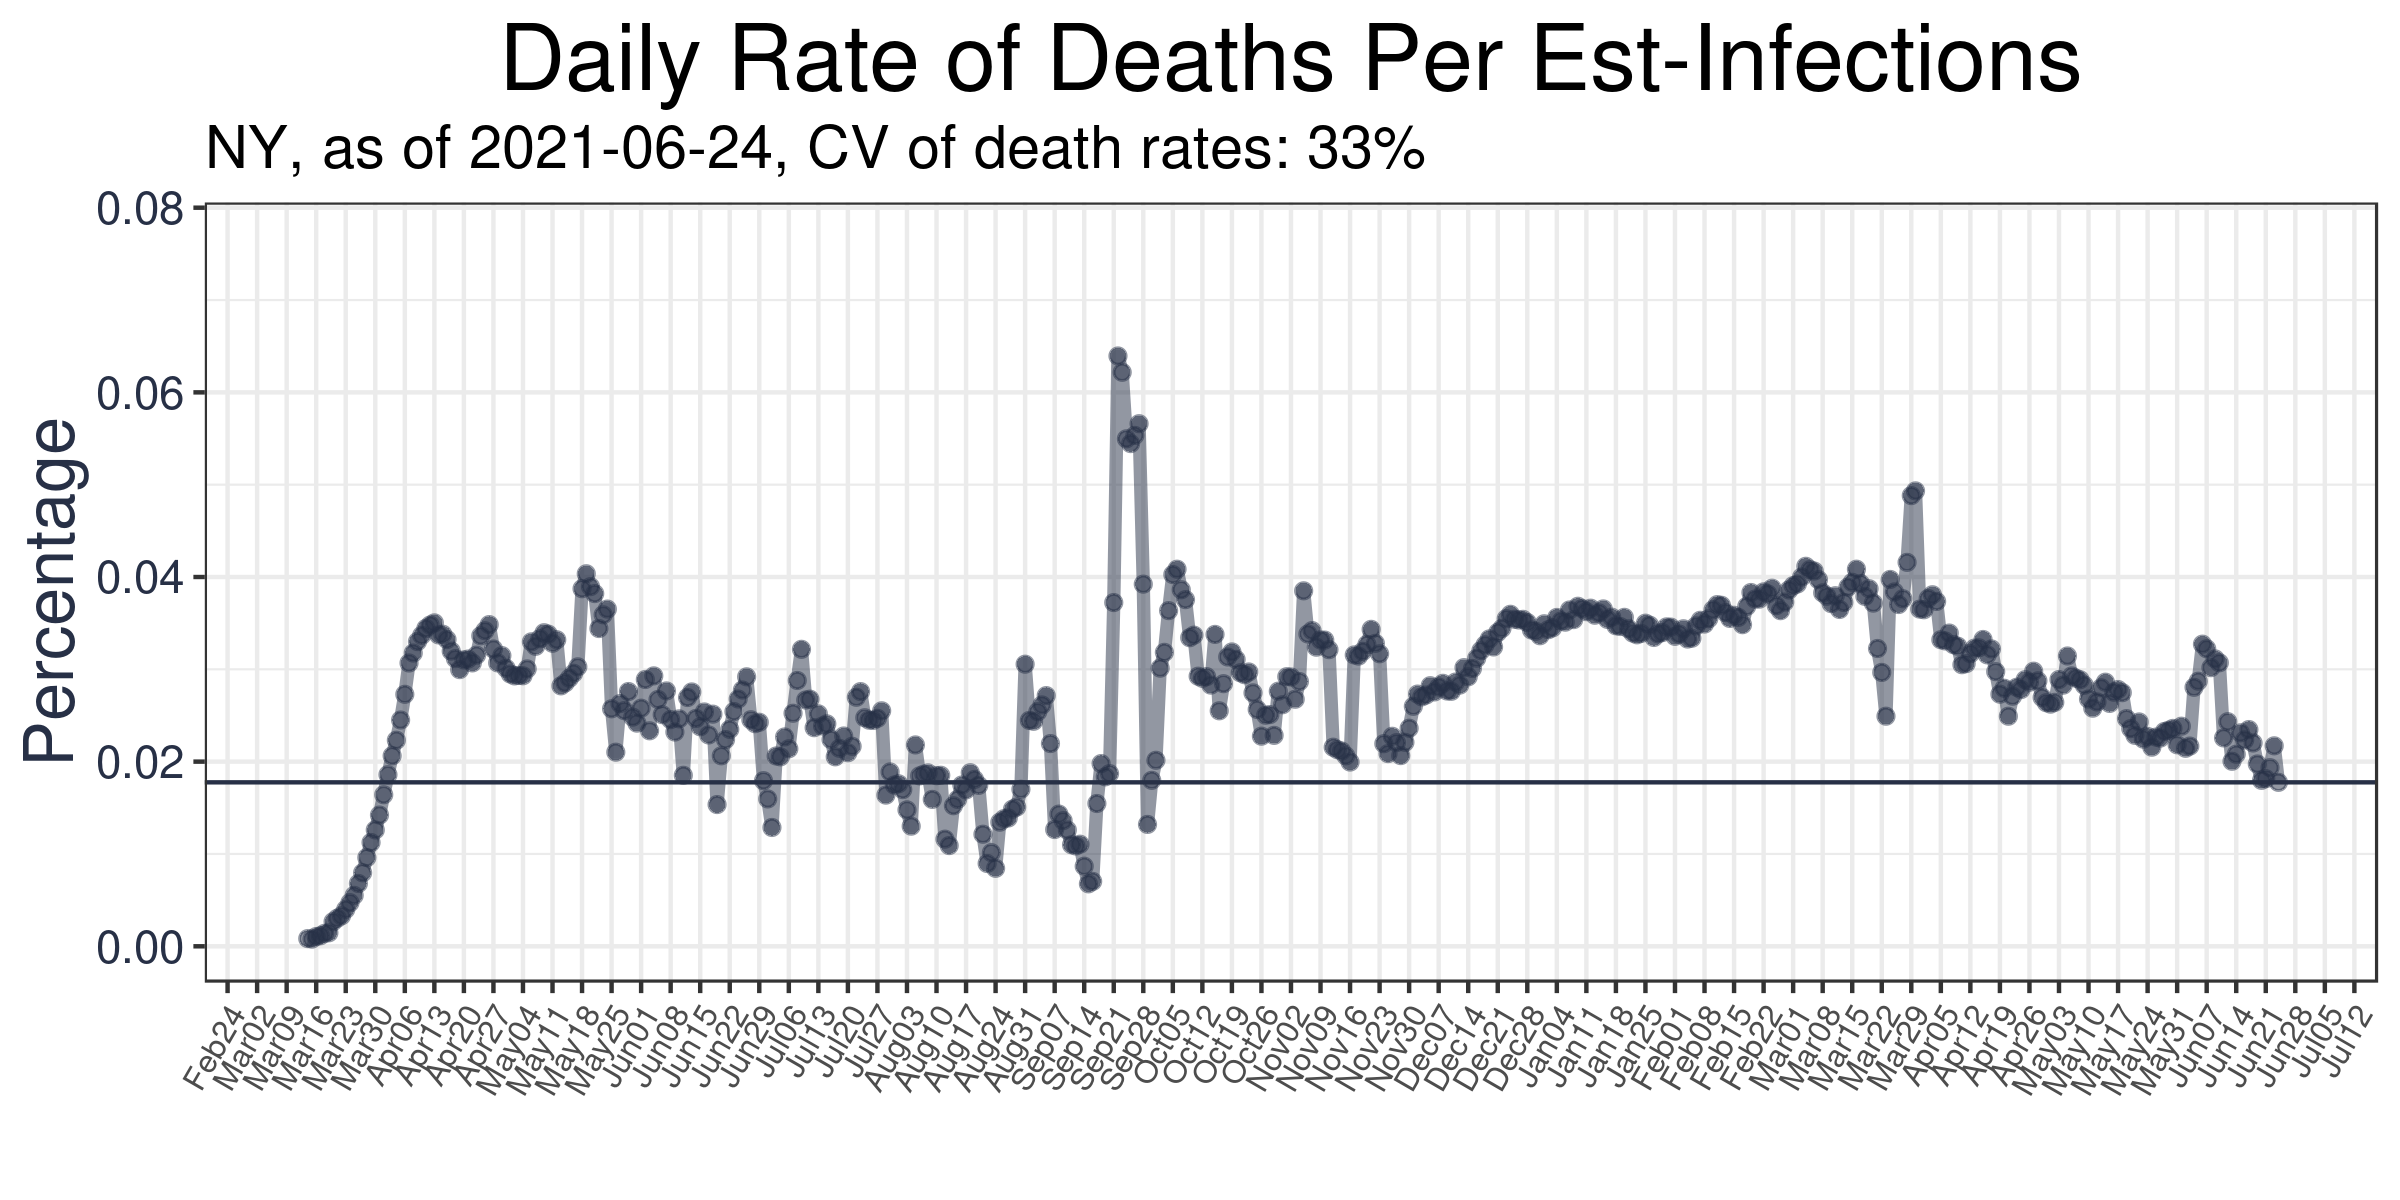 Daily Rate of Deaths Per Est-Infections
NY, as of 2021-06-24, CV of death rates: 33%
Percentage
0.08
0.06
0.04
0.02
0.00
Feb24
Mar02
Mar09
Mar16
Mar23
Mar30
Apr06
Apr13
Apr20
Apr27
May04
May11
May18
May25
Jun01
Jun08
Jun15
Jun22
Jun29
Jul06
Jul13
Jul20
Jul27
Aug03
Aug10
Aug17
Aug24
Aug31
Sep07
Sep14
Sep21
Sep28
Oct05
Oct12
Oct19
Oct26
Nov02
Nov09
Nov16
Nov23
Nov30
Dec07
Dec14
Dec21
Dec28
Jan04
Jan11
Jan18
Jan25
Feb01
Feb08
Feb15
Feb22
Mar01
Mar08
Mar15
Mar22
Mar29
Apr05
Apr12
Apr19
Apr26
May03
May10
May17
May24
May31
Jun07
Jun14
Jun21
Jun28
Jul05
Jul12